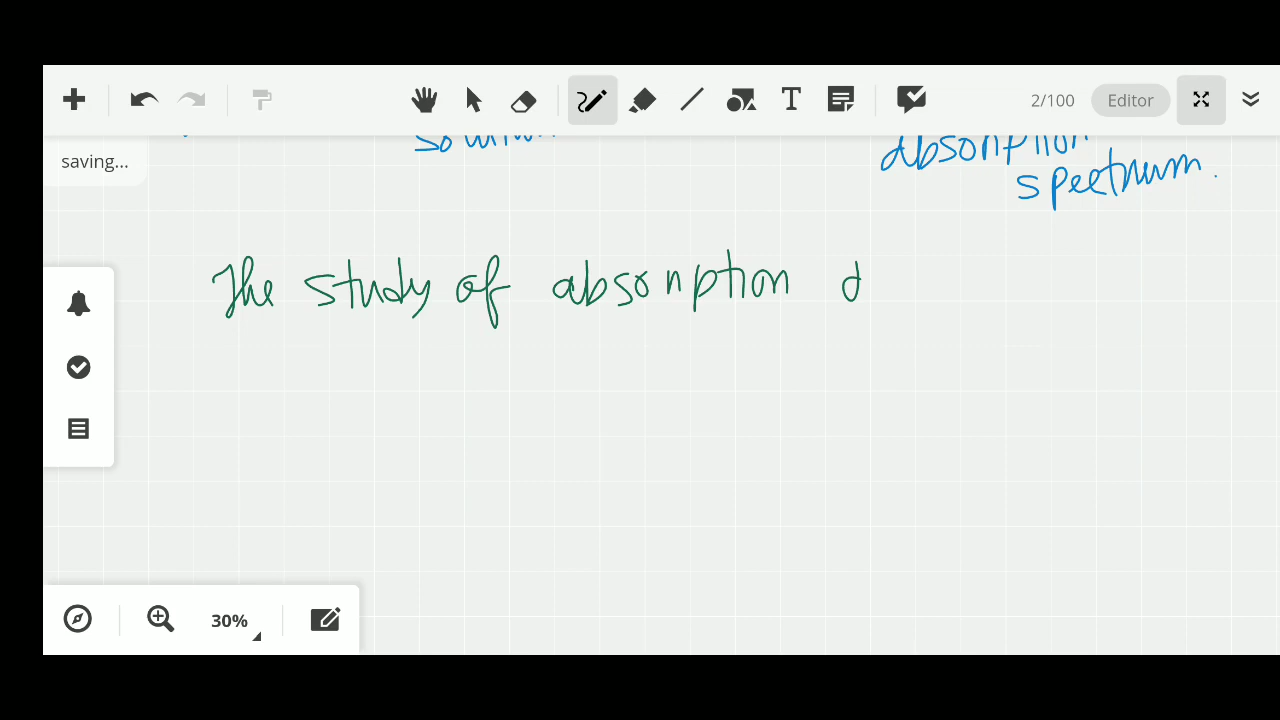 2/100 Editor
saving...
absorption
spectrum.
The study of absorption
30%